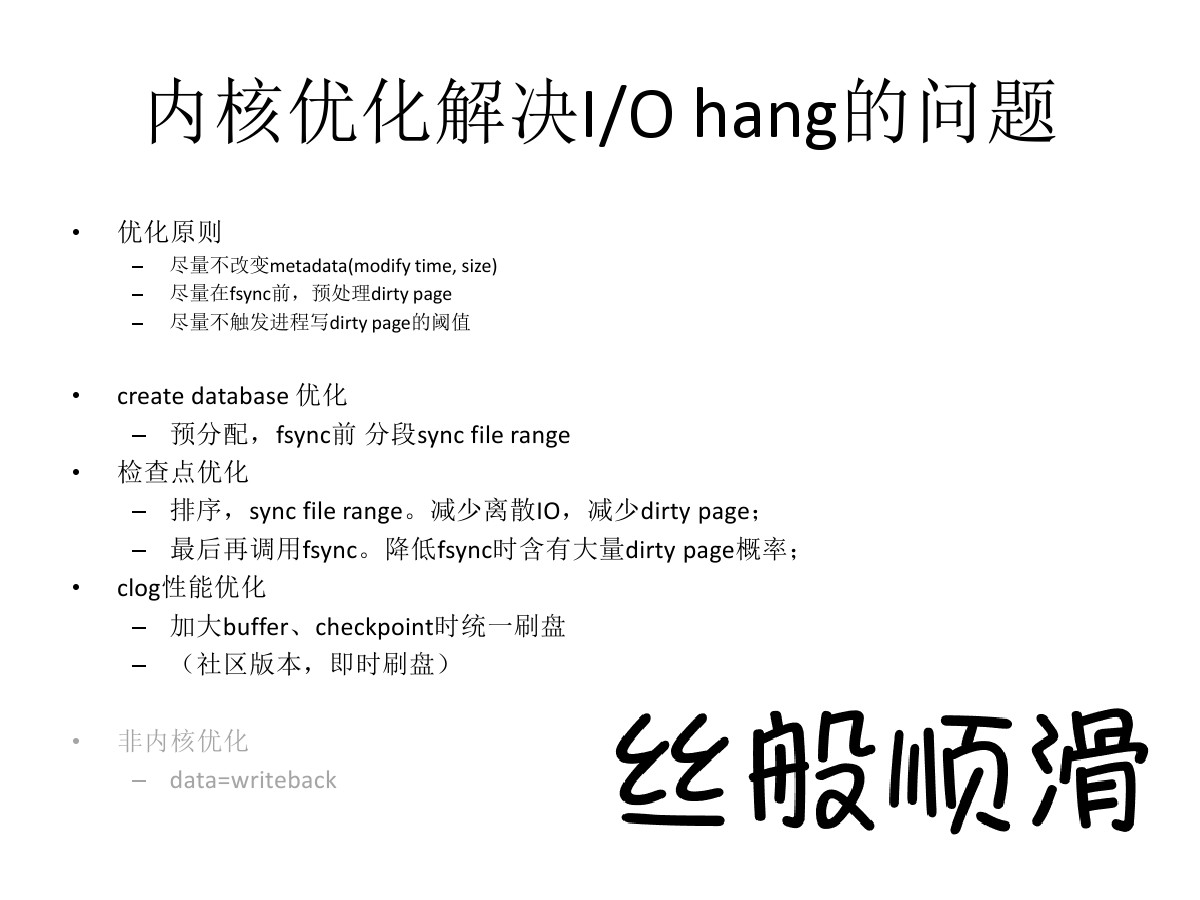 内核优化解决I/O hang的问题
• 优化原则
– 尽量不改变metadata(modify time, size)
– 尽量在fsync前，预处理dirty page
– 尽量不触发进程写dirty page的阈值
• create database 优化
– 预分配，fsync前 分段sync file range
• 检查点优化
– 排序，sync file range。减少离散IO，减少dirty page；
– 最后再调用fsync。降低fsync时含有大量dirty page概率；
• clog性能优化
– 加大buffer、checkpoint时统一刷盘
– （社区版本，即时刷盘）
• 非内核优化
– data=writeback
丝般顺滑